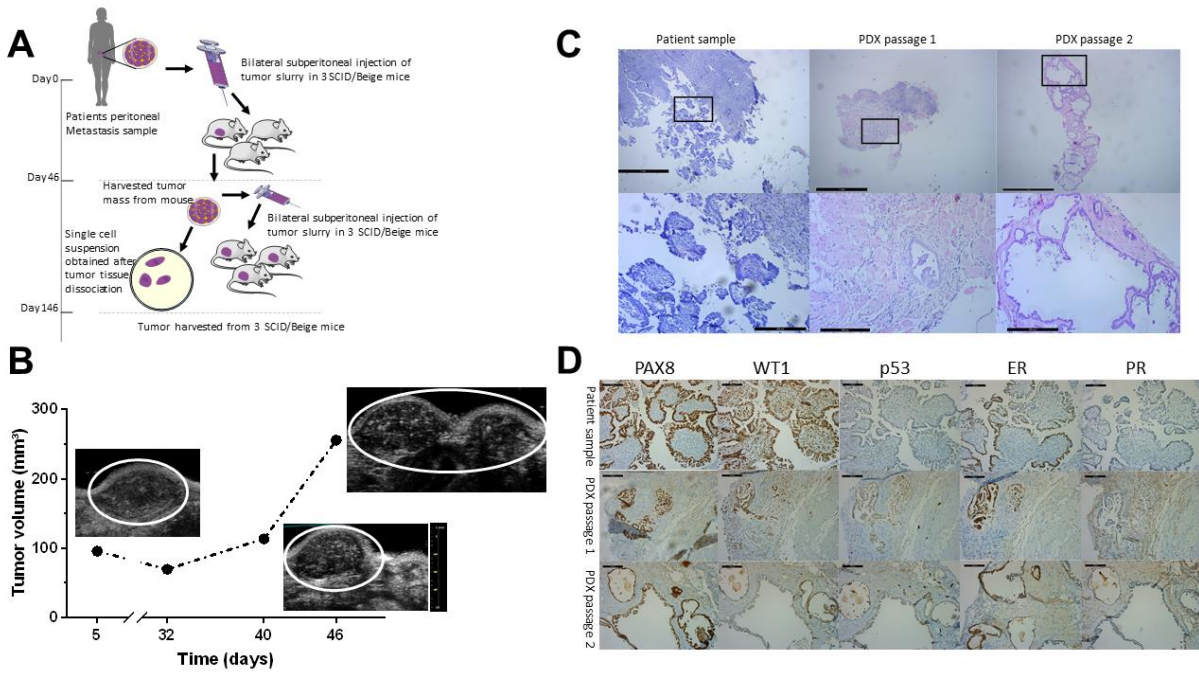 A
Day 0
Patients peritoneal
Metastasis sample
Bilateral subperitoneal injection of
tumor slurry in 3 SCID/Beige mice
Day 46
Harvested tumor
mass from mouse
Bilateral subperitoneal injection of
tumor slurry in 3 SCID/Beige mice
Single cell
suspension
obtained after
tumor tissue
dissociation
Day 146
Tumor harvested from 3 SCID/Beige mice
B
Tumor volume (mm³)
300
200
100
0
5
32
40
46
Time (days)
C
Patient sample
PDX passage 1
PDX passage 2
D
PAX8
WT1
p53
ER
PR
Patient sample
PDX passage 1
PDX passage 2